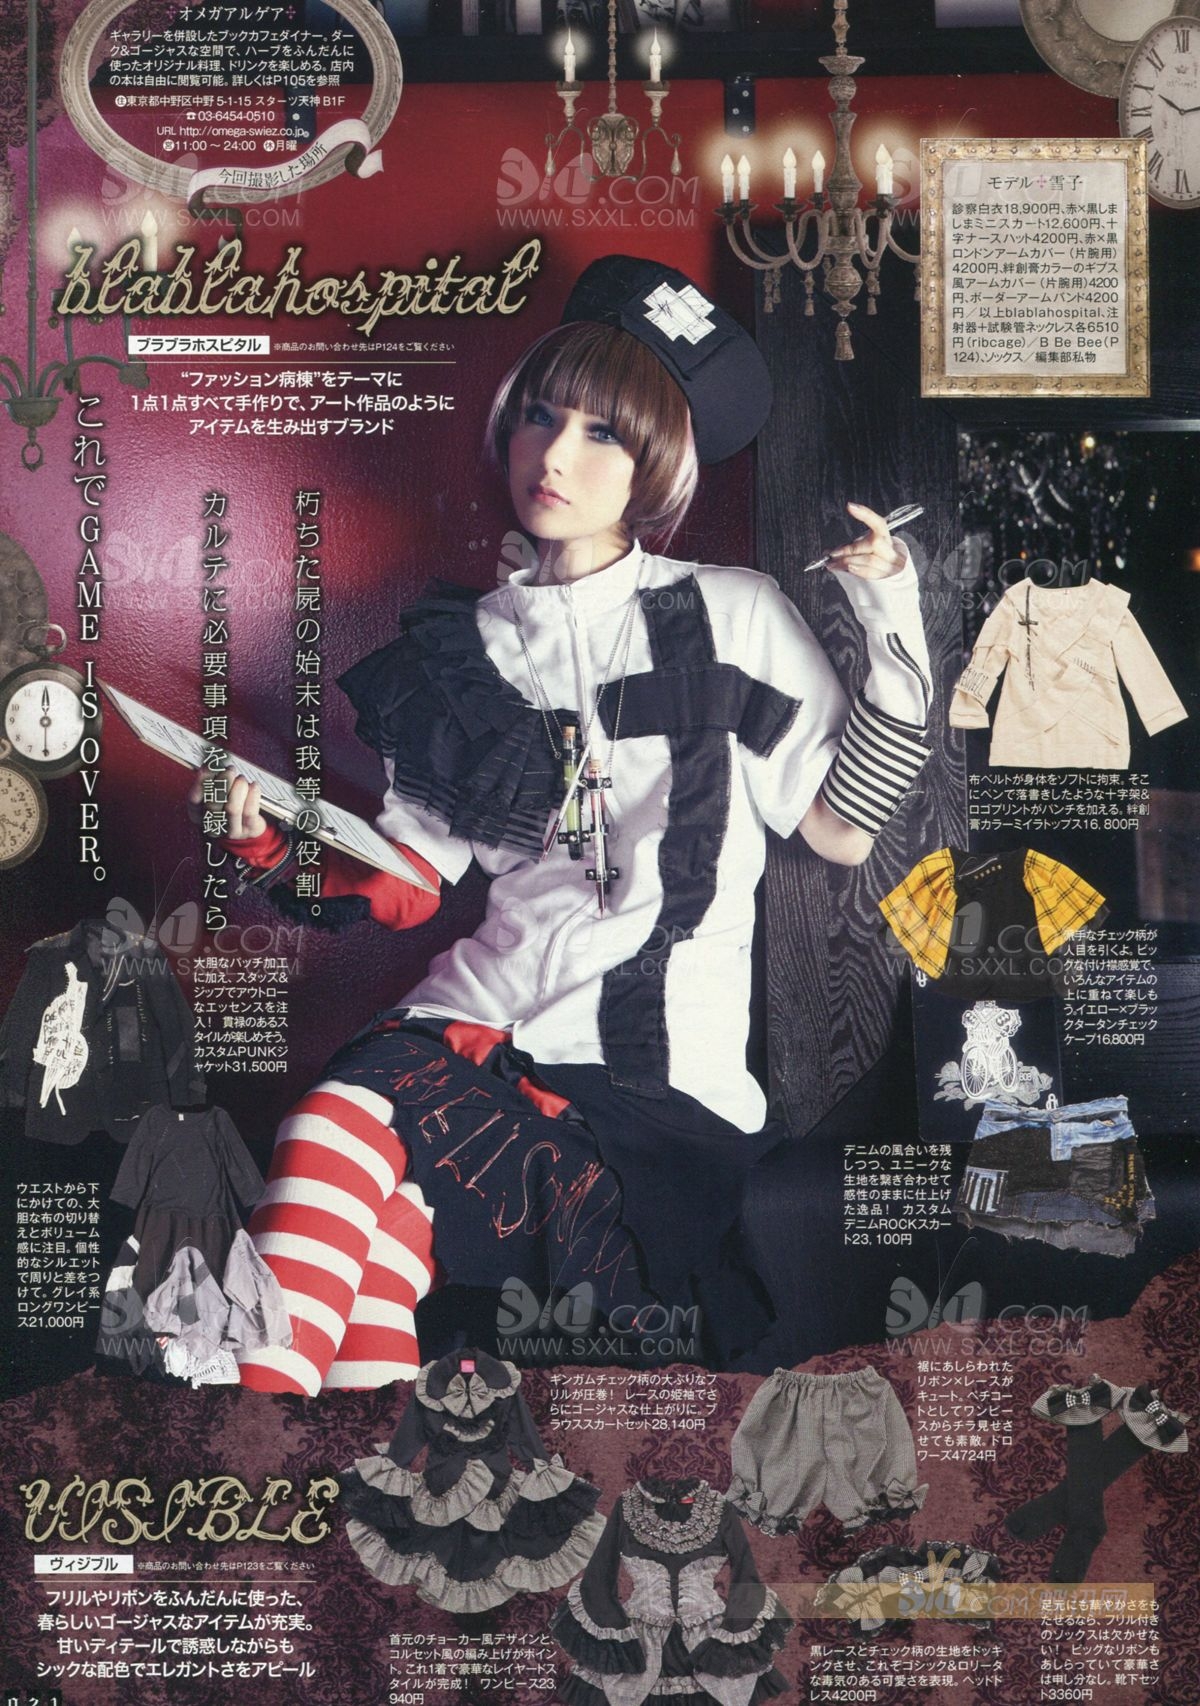 ✢オメガアルゲア✢
ギャラリーを併設したブックカフェダイナー。ダー
ク&ゴージャスな空間で、ハーブをふんだんに
使ったオリジナル料理、ドリンクを楽しめる。店内
の本は自由に閲覧可能。詳しくはP105を参照
㊟東京都中野区中野5-1-15 スターツ天神B1F
☎03-6454-0510
URL http://omega-swiez.co.jp
㊡11:00～24:00 ㊡月曜
今回撮影した場所
モデル✢雪子
診察白衣18,900円、赤×黒しま
しまミニスカート12,600円、十
字ナースハット4200円、赤×黒
ロンドンアームカバー(片腕用)
4200円、絆創膏カラーのギプス
風アームカバー(片腕用)4200
円、ボーダーアームバンド4200
円/以上blablahospital、注
射器+試験管ネックレス各6510
円(ribcage)/B Be Bee(P
124)、ソックス/編集部私物
blablahospital
ブラブラホスピタル ※商品のお問い合わせ先はP124をご覧ください
“ファッション病棟”をテーマに
1点1点すべて手作りで、アート作品のように
アイテムを生み出すブランド
朽ちた屍の始末は我等の役割。
カルテに必要事項を記録したら
これでGAME IS OVER。
布ベルトが身体をソフトに拘束。そこ
にペンで落書きしたような十字架&
ロゴプリントがパンチを加える。絆創
膏カラーミイラトップス16,800円
派手なチェック柄が
人目を引くよ。ビッ
グな付け襟感覚で、
いろんなアイテムの
上に重ねて楽しも
う。イエロー×ブラッ
クタータンチェック
ケープ16,800円
大胆なパッチ加工
に加え、スタッズ&
ジップでアウトロー
なエッセンスを注
入! 貫禄のあるス
タイルが楽しめそう。
カスタムPUNKジ
ャケット31,500円
デニムの風合いを残
しつつ、ユニークな
生地を繋ぎ合わせて
感性のままに仕上げ
た逸品! カスタム
デニムROCKスカー
ト23,100円
ウエストから下
にかけての、大
胆な布の切り替
えとボリューム
感に注目。個性
的なシルエット
で周りと差をつ
けて。グレイ系
ロングワンピー
ス21,000円
ギンガムチェック柄の大ぶりなフ
リルが圧巻! レースの姫袖でさ
らにゴージャスな仕上がりに。ブ
ラウススカートセット28,140円
裾にあしらわれた
リボン×レースが
キュート。ペチコー
トとしてワンピー
スからチラ見せさ
せても素敵。ドロ
ワーズ4724円
VISIBLE
ヴィジブル ※商品のお問い合わせ先はP123をご覧ください
フリルやリボンをふんだんに使った、
春らしいゴージャスなアイテムが充実。
甘いディテールで誘惑しながらも
シックな配色でエレガントさをアピール
首元のチョーカー風デザインと、
コルセット風の編み上げがポイン
ト。これ1着で豪華なレイヤードス
タイルが完成! ワンピース23,
940円
黒レースとチェック柄の生地をドッキ
ングさせ、これぞゴシック&ロリータ
な毒気のある可愛さを表現。ヘッドド
レス4200円
足元にも華やかさをも
たせるなら、フリル付き
のソックスは欠かせな
い! ビッグなリボンも
あしらっていて豪華さ
は申し分なし。靴下セッ
ト3360円
021
SXXL.COM
WWW.SXXL.COM